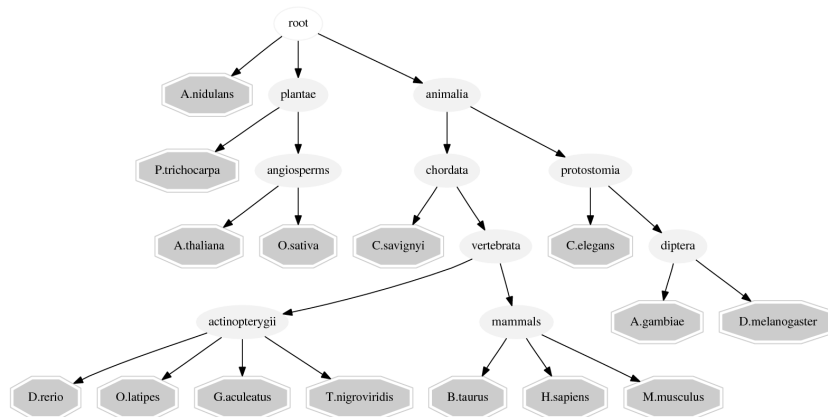 root
A.nidulans
plantae
animalia
P.trichocarpa
angiosperms
chordata
protostomia
A.thaliana
O.sativa
C.savignyi
vertebrata
C.elegans
diptera
actinopterygii
mammals
A.gambiae
D.melanogaster
D.rerio
O.latipes
G.aculeatus
T.nigroviridis
B.taurus
H.sapiens
M.musculus